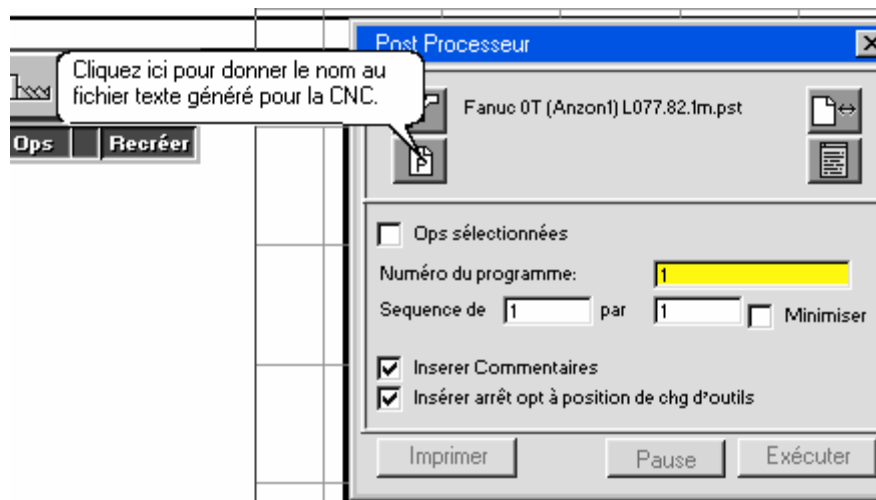 Post Processeur
Cliquez ici pour donner le nom au
fichier texte généré pour la CNC.
Fanuc 0T (Anzon1) L077.82.1m.pst
Ops Recréer
P
Ops sélectionnées
Numéro du programme: 1
Sequence de 1 par 1 Minimiser
Inserer Commentaires
Insérer arrêt opt à position de chg d'outils
Imprimer Pause Exécuter